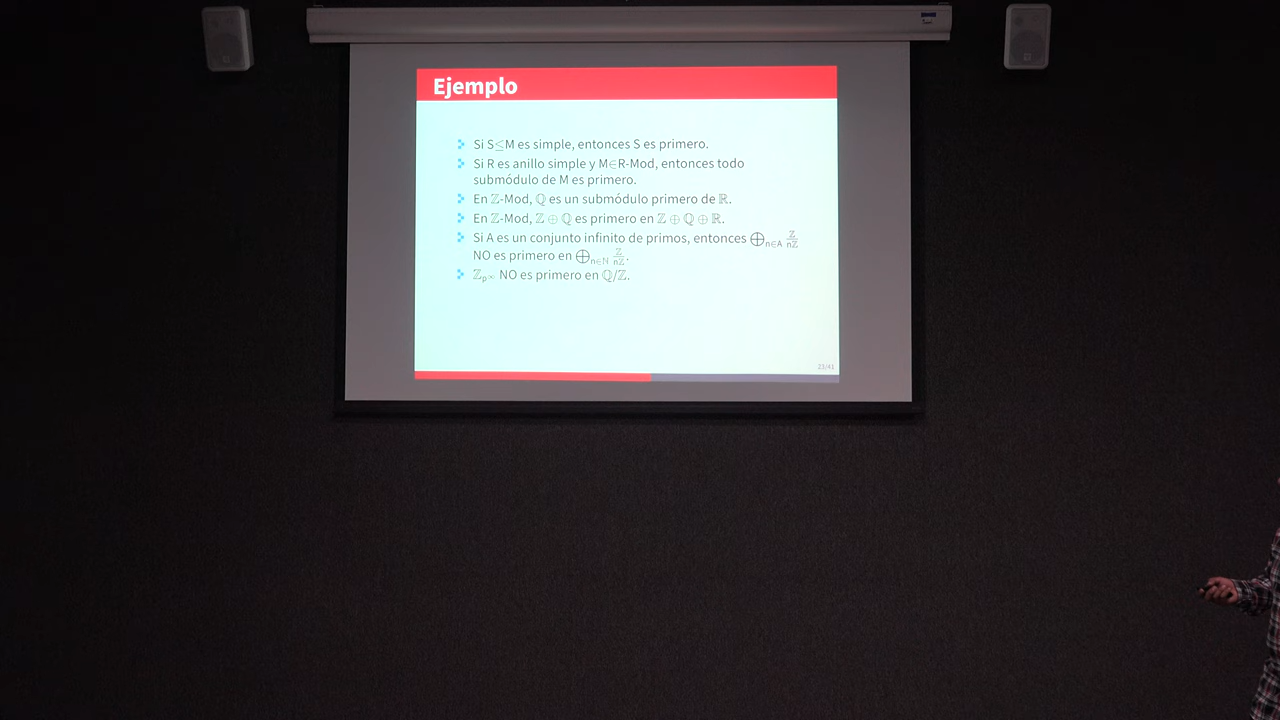 Ejemplo
Si S≤M es simple, entonces S es primero.
Si R es anillo simple y M∈R-Mod, entonces todo
submódulo de M es primero.
En ℤ-Mod, ℚ es un submódulo primero de ℝ.
En ℤ-Mod, ℤ ⊕ ℚ es primero en ℤ ⊕ ℚ ⊕ ℝ.
Si A es un conjunto infinito de primos, entonces ⨁n∈A ℤ/nℤ
NO es primero en ⨁n∈ℕ ℤ/nℤ.
ℤp∞ NO es primero en ℚ/ℤ.
23/41